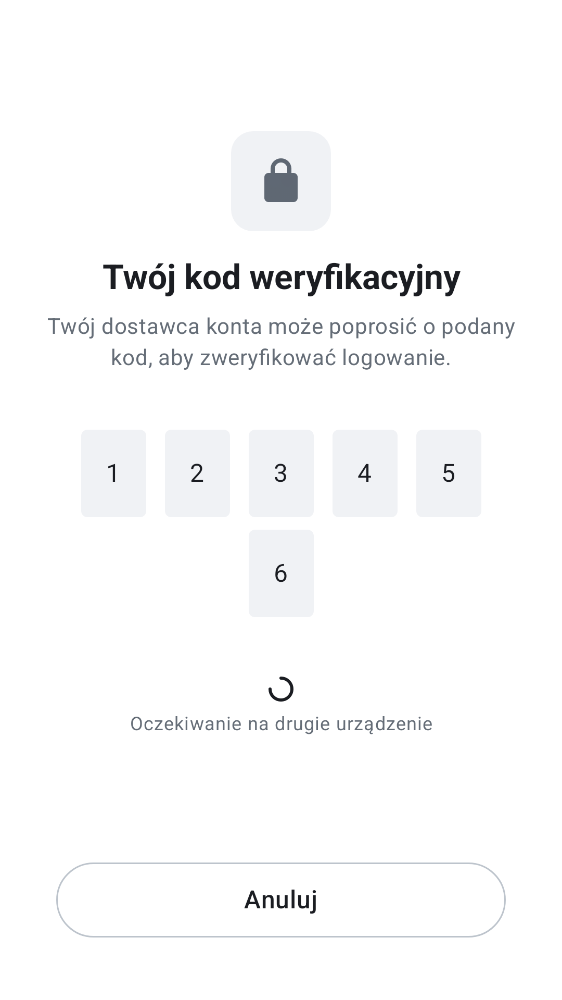 Twój kod weryfikacyjny
Twój dostawca konta może poprosić o podany
kod, aby zweryfikować logowanie.
1 2 3 4 5
6
Oczekiwanie na drugie urządzenie
Anuluj